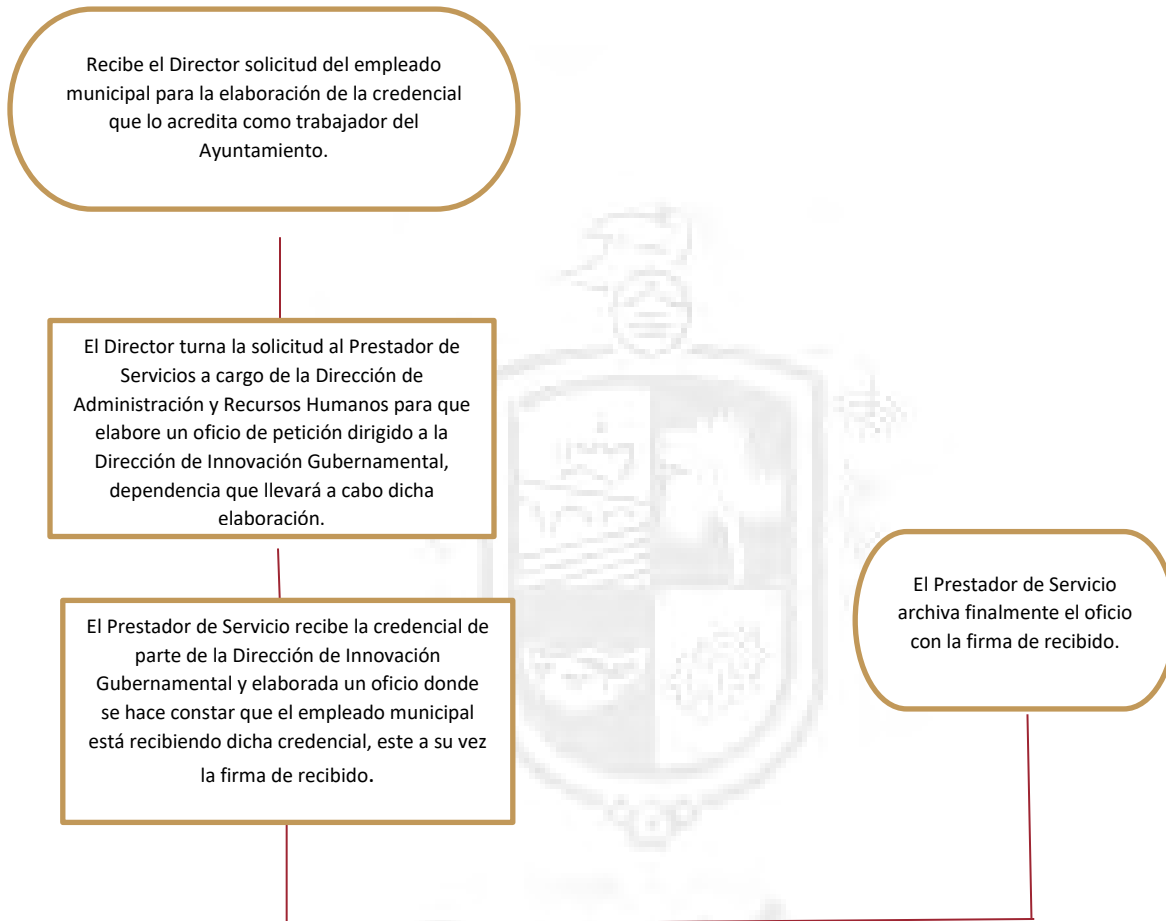 Recibe el Director solicitud del empleado
municipal para la elaboración de la credencial
que lo acredita como trabajador del
Ayuntamiento.
El Director turna la solicitud al Prestador de
Servicios a cargo de la Dirección de
Administración y Recursos Humanos para que
elabore un oficio de petición dirigido a la
Dirección de Innovación Gubernamental,
dependencia que llevará a cabo dicha
elaboración.
El Prestador de Servicio recibe la credencial de
parte de la Dirección de Innovación
Gubernamental y elaborada un oficio donde
se hace constar que el empleado municipal
está recibiendo dicha credencial, este a su vez
la firma de recibido.
El Prestador de Servicio
archiva finalmente el oficio
con la firma de recibido.